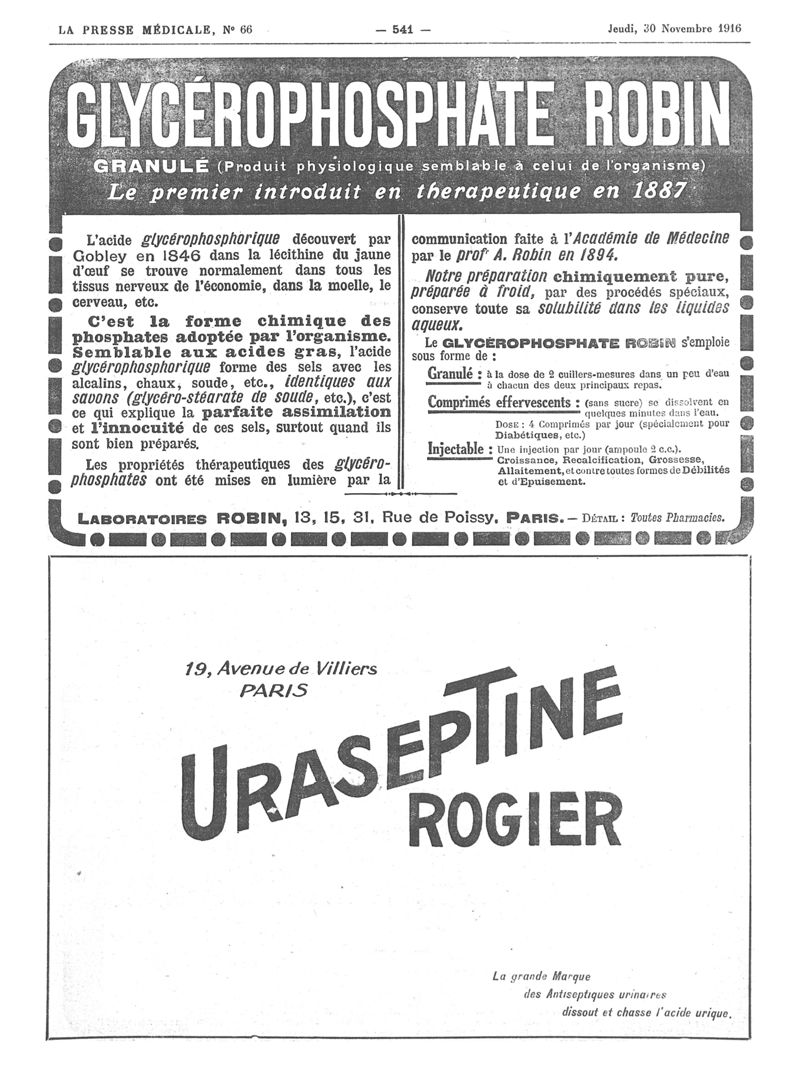 LA PRESSE MÉDICALE, N° 66
— 541 —
Jeudi, 30 Novembre 1916
GLYCÉROPHOSPHATE ROBIN
GRANULÉ (Produit physiologique semblable à celui de l'organisme)
Le premier introduit en therapeutique en 1887
L'acide glycérophosphorique découvert par
Gobley en 1846 dans la lécithine du jaune
d'œuf se trouve normalement dans tous les
tissus nerveux de l'économie, dans la moelle, le
cerveau, etc.
C'est la forme chimique des
phosphates adoptée par l'organisme.
Semblable aux acides gras, l'acide
glycérophosphorique forme des sels avec les
alcalins, chaux, soude, etc., identiques aux
savons (glycéro-stéarate de soude, etc.), c'est
ce qui explique la parfaite assimilation
et l'innocuité de ces sels, surtout quand ils
sont bien préparés.
Les propriétés thérapeutiques des glycéro-
phosphates ont été mises en lumière par la
communication faite à l'Académie de Médecine
par le profr A. Robin en 1894.
Notre préparation chimiquement pure,
préparée à froid, par des procédés spéciaux,
conserve toute sa solubilité dans les liquides
aqueux.
Le GLYCÉROPHOSPHATE ROBIN s'emploie
sous forme de :
Granulé : à la dose de 2 cuillers-mesures dans un peu d'eau
à chacun des deux principaux repas.
Comprimés effervescents : (sans sucre) se dissolvent en
quelques minutes dans l'eau.
DOSE : 4 Comprimés par jour (spécialement pour
Diabétiques, etc.)
Injectable : Une injection par jour (ampoule 2 c.c.).
Croissance, Recalcification, Grossesse,
Allaitement, et contre toutes formes de Débilités
et d'Epuisement.
LABORATOIRES ROBIN, 13, 15, 31, Rue de Poissy, PARIS. — DÉTAIL : Toutes Pharmacies.
19, Avenue de Villiers
PARIS
URASEPTINE
ROGIER
La grande Marque
des Antiseptiques urinaires
dissout et chasse l'acide urique.